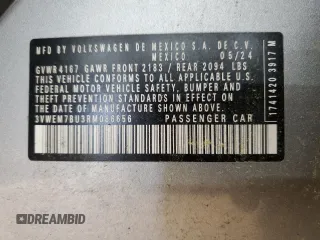 MFD BY VOLKSWAGEN DE MEXICO S.A. DE C.V.
MEXICO 05/24
GVWR 4167 GAWR FRONT 2183 / REAR 2094 LBS
THIS VEHICLE CONFORMS TO ALL APPLICABLE U.S.
FEDERAL MOTOR VEHICLE SAFETY, BUMPER AND
THEFT PREVENTION STANDARDS IN EFFECT ON THE
DATE OF MANUFACTURE SHOWN ABOVE.
PASSENGER CAR
1741420 3917 M
DREAMBID